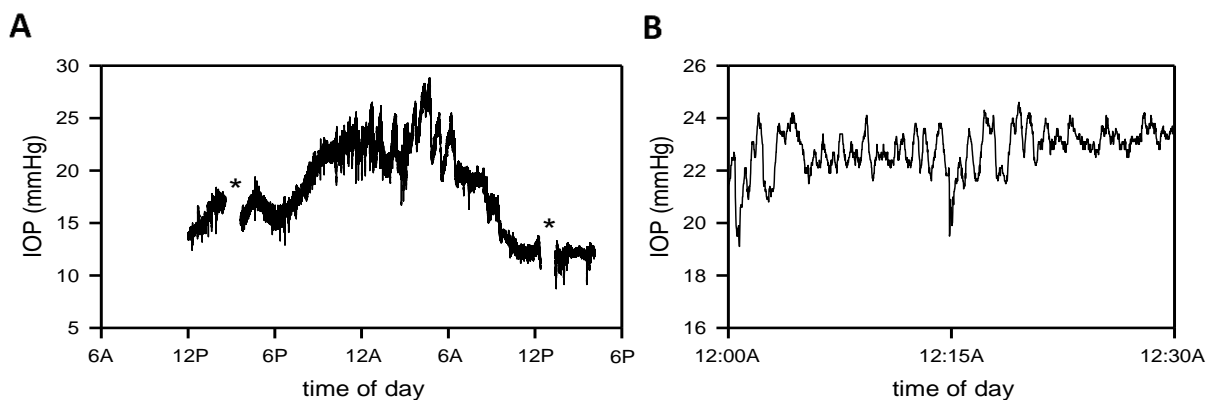 A
B
30
25
20
15
10
5
IOP (mmHg)
*
*
6A 12P 6P 12A 6A 12P 6P
time of day
26
24
22
20
18
16
IOP (mmHg)
12:00A 12:15A 12:30A
time of day